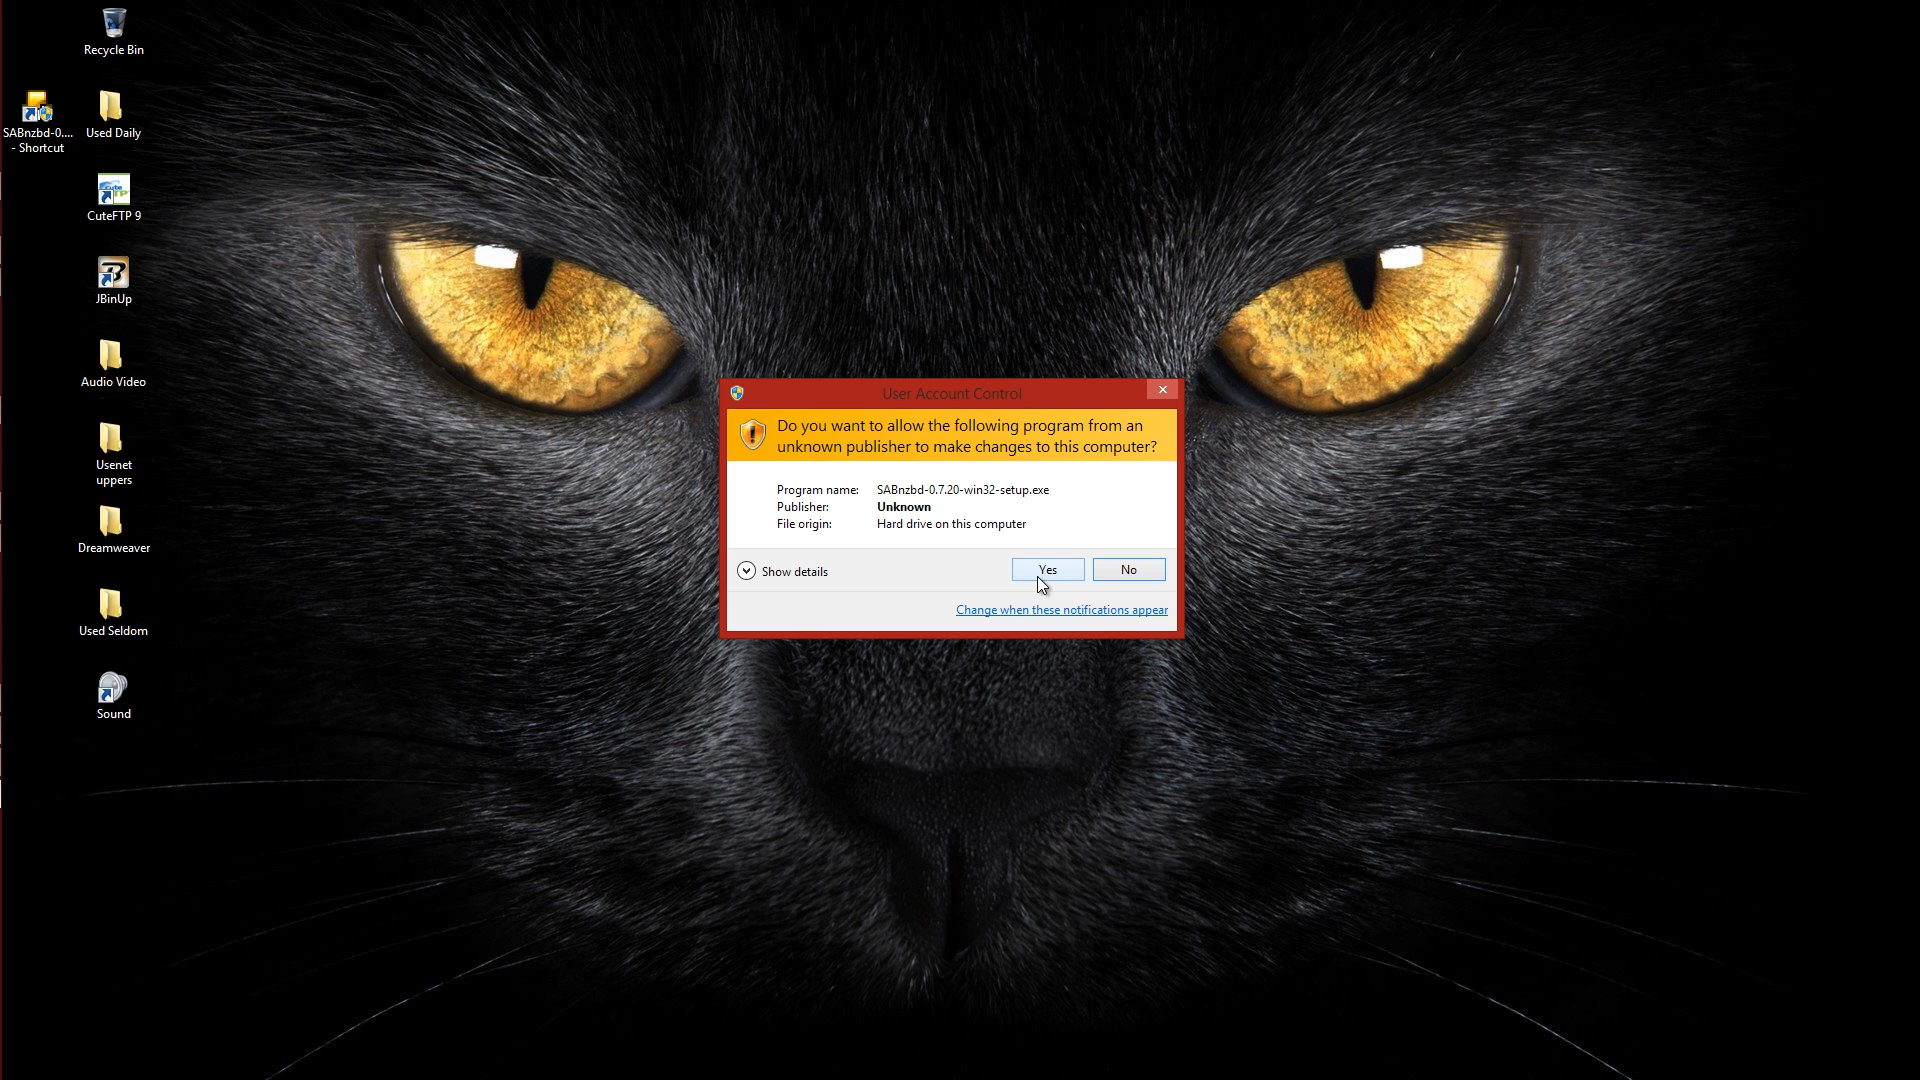 Recycle Bin
SABnzbd-0....
- Shortcut
Used Daily
CuteFTP 9
JBinUp
Audio Video
Usenet
uppers
Dreamweaver
Used Seldom
Sound
User Account Control
Do you want to allow the following program from an
unknown publisher to make changes to this computer?
Program name: SABnzbd-0.7.20-win32-setup.exe
Publisher: Unknown
File origin: Hard drive on this computer
Show details
Yes
No
Change when these notifications appear